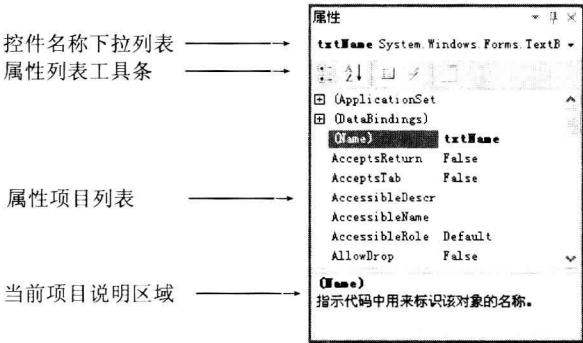 属性
控件名称下拉列表
txtName System.Windows.Forms.TextB
属性列表工具条
(ApplicationSet
(DataBindings)
(Name) txtName
AcceptsReturn False
AcceptsTab False
AccessibleDescr
属性项目列表
AccessibleName
AccessibleRole Default
AllowDrop False
当前项目说明区域
(Name)
指示代码中用来标识该对象的名称。